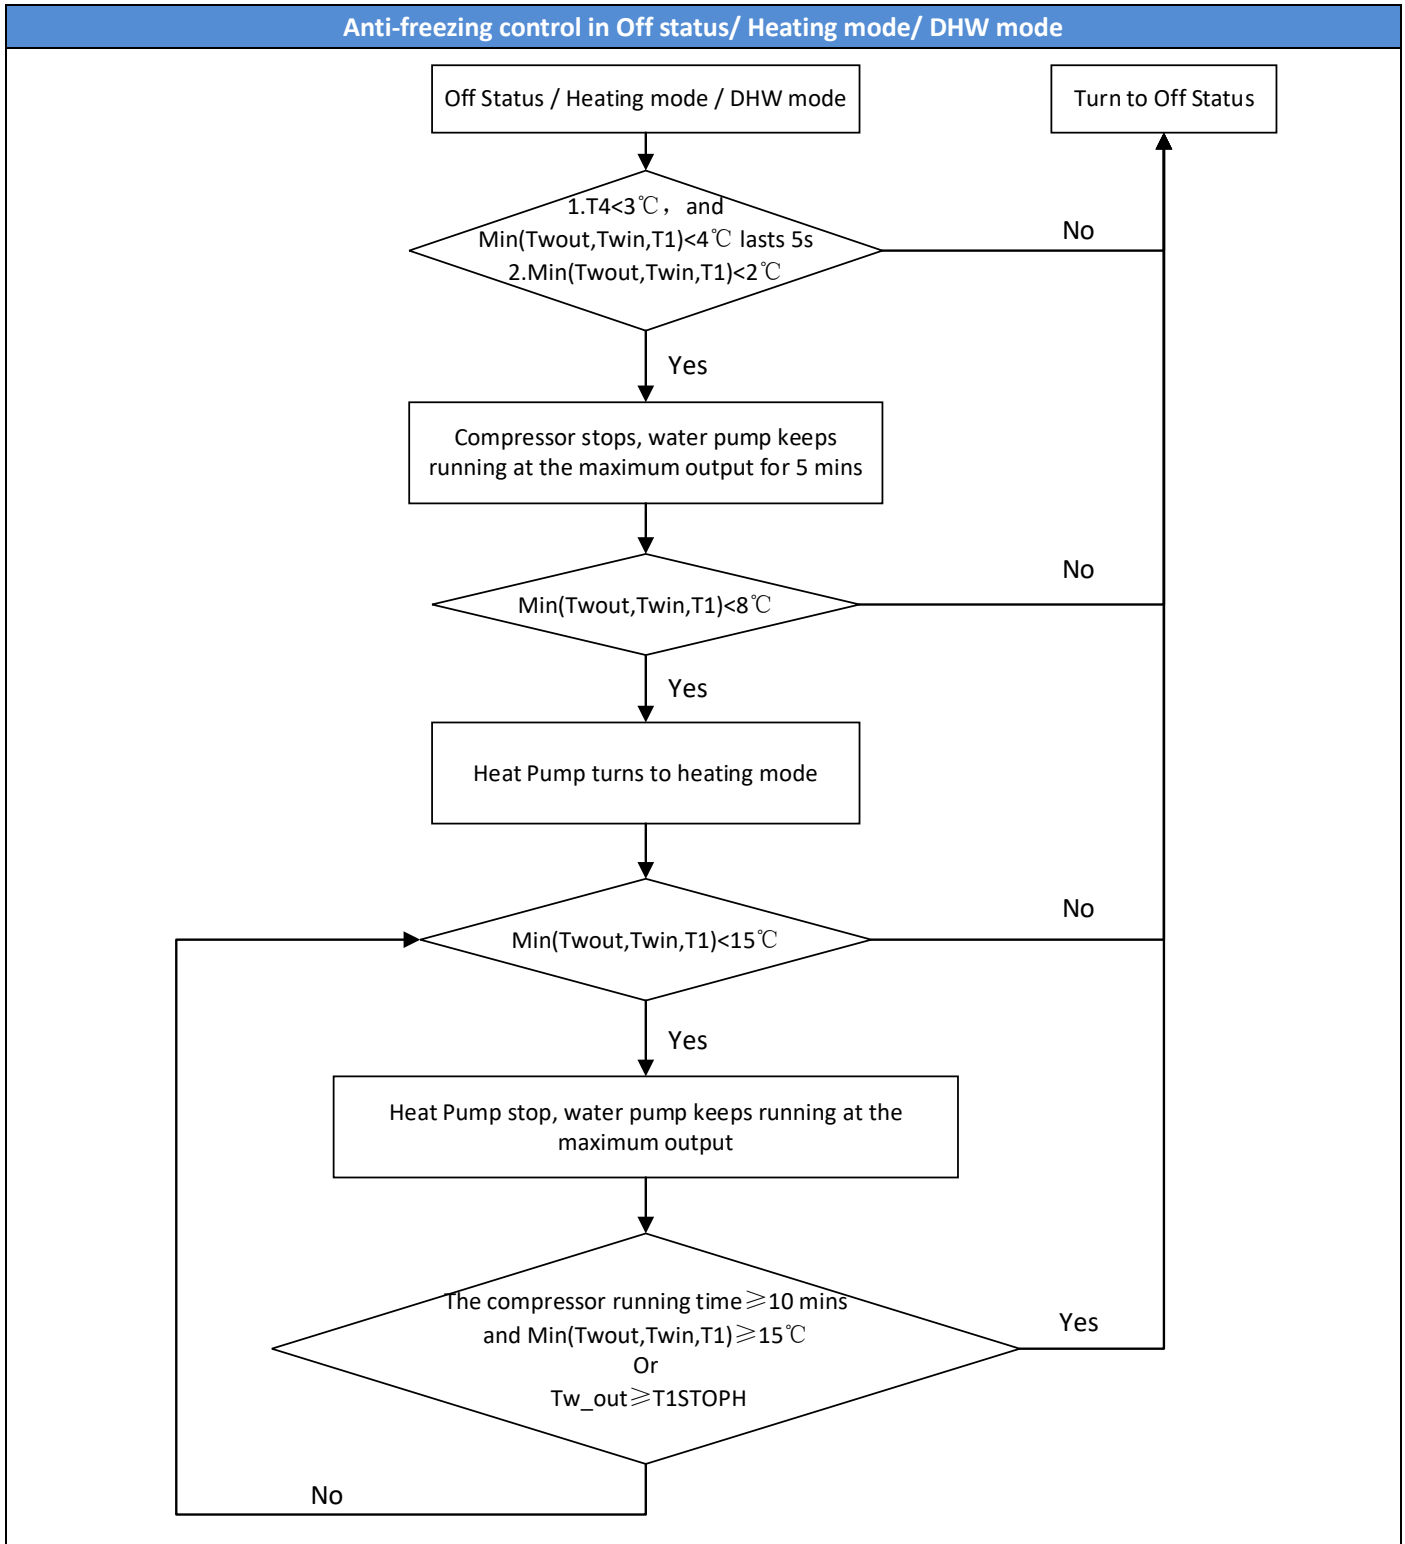 Anti-freezing control in Off status/ Heating mode/ DHW mode
Off Status / Heating mode / DHW mode
Turn to Off Status
1.T4<3℃，and
Min(Twout,Twin,T1)<4℃ lasts 5s
2.Min(Twout,Twin,T1)<2℃
No
Yes
Compressor stops, water pump keeps
running at the maximum output for 5 mins
No
Min(Twout,Twin,T1)<8℃
Yes
Heat Pump turns to heating mode
No
Min(Twout,Twin,T1)<15℃
Yes
Heat Pump stop, water pump keeps running at the
maximum output
The compressor running time≥10 mins
and Min(Twout,Twin,T1)≥15℃
Or
Tw_out≥T1STOPH
Yes
No